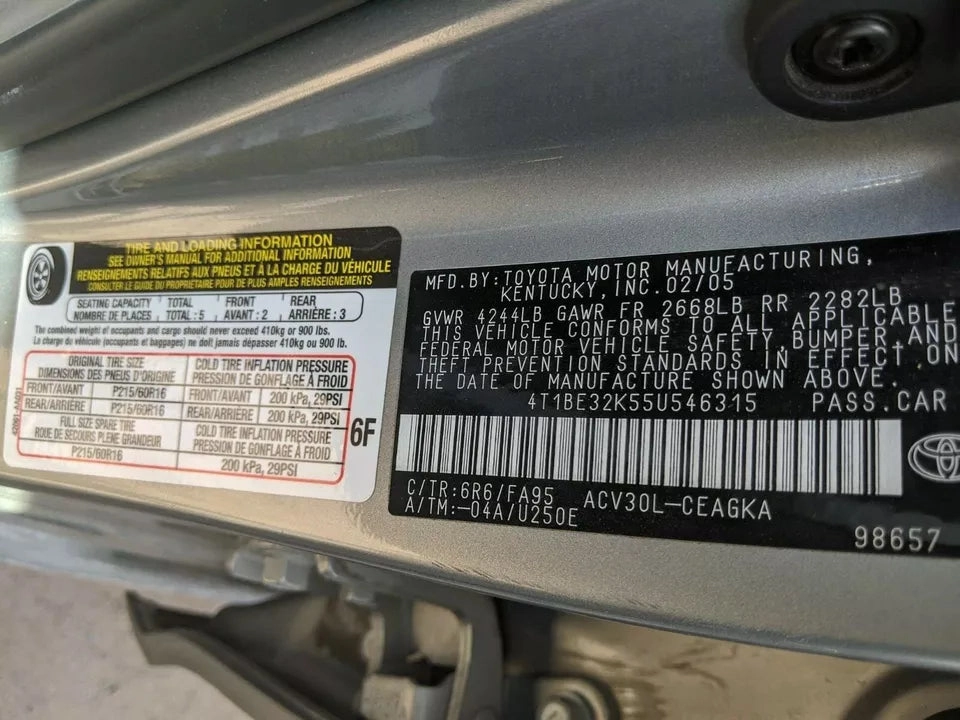 TIRE AND LOADING INFORMATION
SEE OWNER'S MANUAL FOR ADDITIONAL INFORMATION
RENSEIGNEMENTS RELATIFS AUX PNEUS ET À LA CHARGE DU VÉHICULE
CONSULTER LE GUIDE DU PROPRIÉTAIRE POUR DE PLUS AMPLES RENSEIGNEMENTS
SEATING CAPACITY TOTAL FRONT REAR
NOMBRE DE PLACES TOTAL : 5 AVANT : 2 ARRIÈRE : 3
The combined weight of occupants and cargo should never exceed 410kg or 900 lbs.
La charge du véhicule (occupants et bagages) ne doit jamais dépasser 410kg ou 900 lb.
ORIGINAL TIRE SIZE COLD TIRE INFLATION PRESSURE
DIMENSIONS DES PNEUS D'ORIGINE PRESSION DE GONFLAGE À FROID
FRONT/AVANT P215/60R16 FRONT/AVANT 200 kPa, 29PSI
REAR/ARRIÈRE P215/60R16 REAR/ARRIÈRE 200 kPa, 29PSI
FULL SIZE SPARE TIRE COLD TIRE INFLATION PRESSURE
ROUE DE SECOURS PLEINE GRANDEUR PRESSION DE GONFLAGE À FROID
P215/60R16 200 kPa, 29PSI
6F
MFD.BY:TOYOTA MOTOR MANUFACTURING,
KENTUCKY, INC.02/05
GVWR 4244LB GAWR FR 2668LB RR 2282LB
THIS VEHICLE CONFORMS TO ALL APPLICABLE
FEDERAL MOTOR VEHICLE SAFETY,BUMPER,AND
THEFT PREVENTION STANDARDS IN EFFECT ON
THE DATE OF MANUFACTURE SHOWN ABOVE.
4T1BE32K55U546315 PASS.CAR
C/TR:6R6/FA95 ACV30L-CEAGKA
A/TM:-04A/U250E
98657